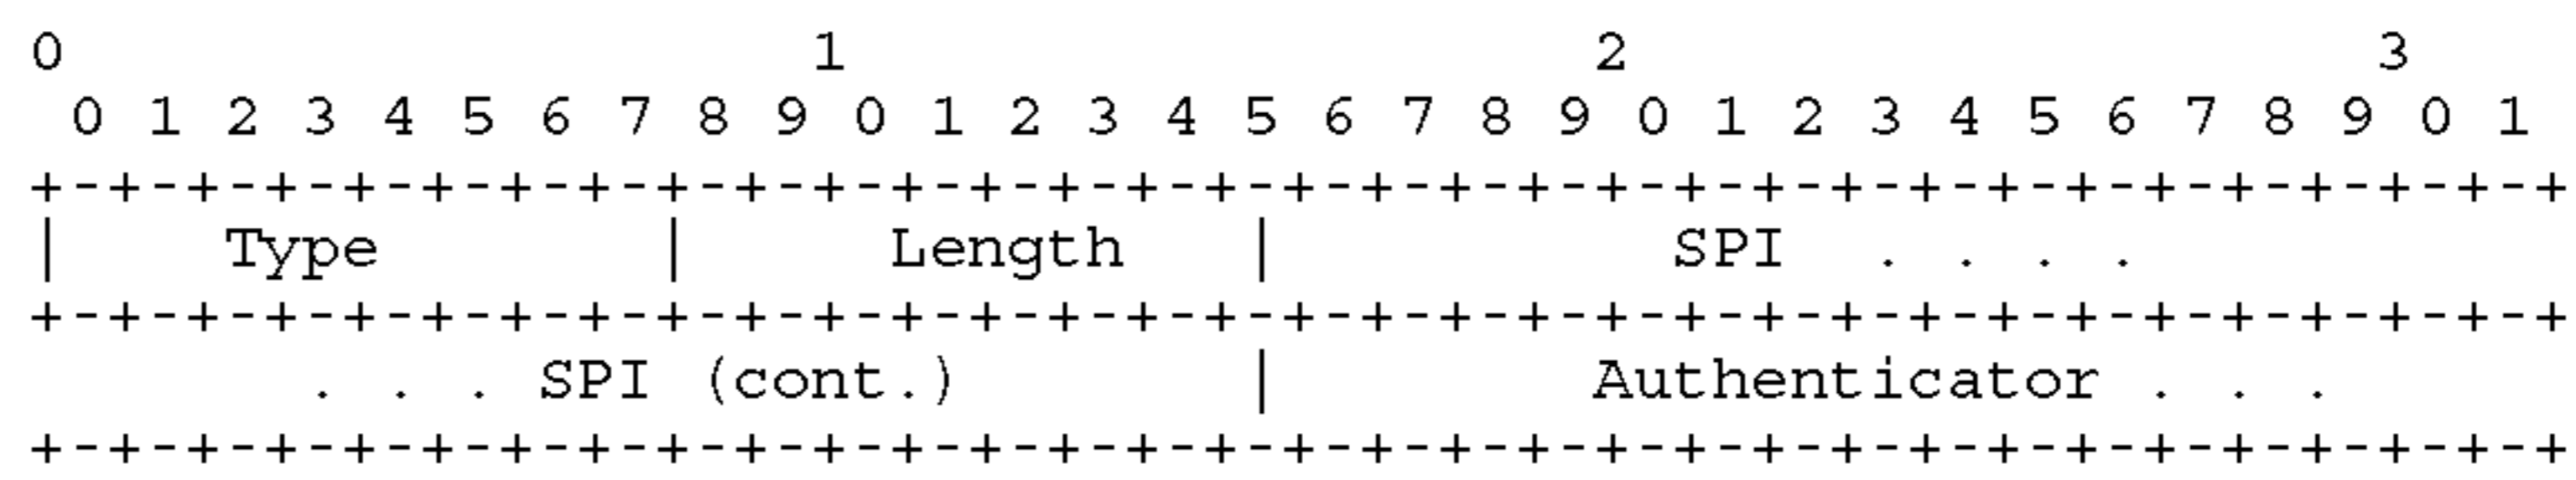 0                   1                   2                   3
 0 1 2 3 4 5 6 7 8 9 0 1 2 3 4 5 6 7 8 9 0 1 2 3 4 5 6 7 8 9 0 1
+-+-+-+-+-+-+-+-+-+-+-+-+-+-+-+-+-+-+-+-+-+-+-+-+-+-+-+-+-+-+-+-+
|    Type       |     Length   |          SPI  . . . .
+-+-+-+-+-+-+-+-+-+-+-+-+-+-+-+-+-+-+-+-+-+-+-+-+-+-+-+-+-+-+-+-+
       . . . SPI (cont.)       |        Authenticator . . .
+-+-+-+-+-+-+-+-+-+-+-+-+-+-+-+-+-+-+-+-+-+-+-+-+-+-+-+-+-+-+-+-+